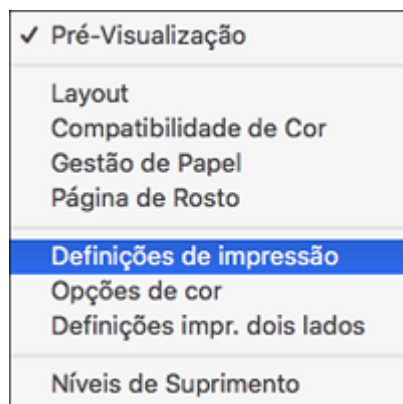 ✓ Pré-Visualização
Layout
Compatibilidade de Cor
Gestão de Papel
Página de Rosto
Definições de impressão
Opções de cor
Definições impr. dois lados
Níveis de Suprimento